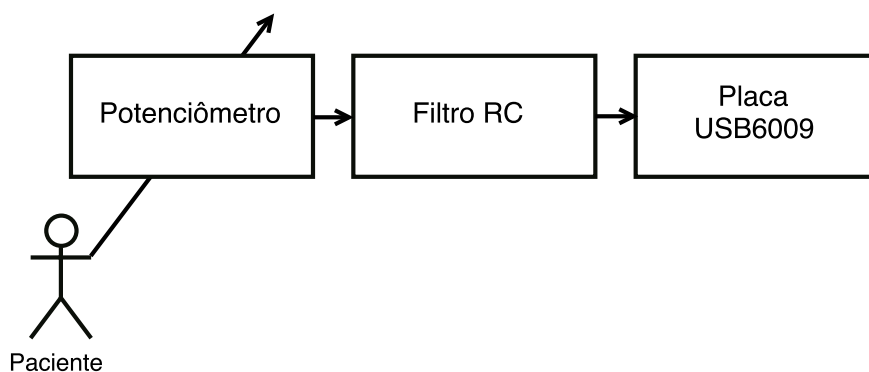 Potenciômetro
Filtro RC
Placa
USB6009
Paciente